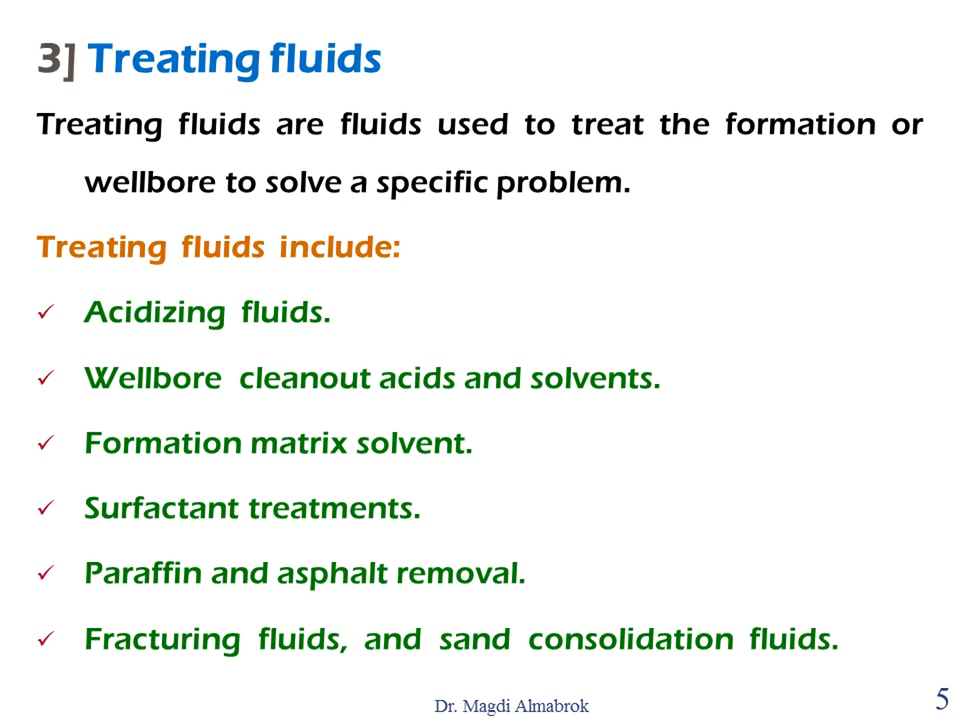 3] Treating fluids
Treating fluids are fluids used to treat the formation or
wellbore to solve a specific problem.
Treating fluids include:
✓ Acidizing fluids.
✓ Wellbore cleanout acids and solvents.
✓ Formation matrix solvent.
✓ Surfactant treatments.
✓ Paraffin and asphalt removal.
✓ Fracturing fluids, and sand consolidation fluids.
Dr. Magdi Almabrok
5